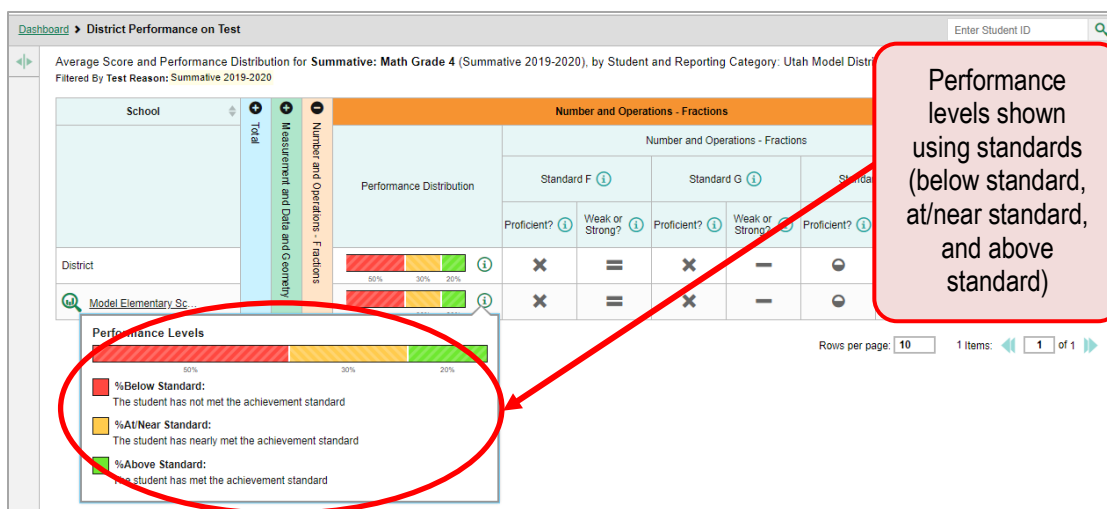 Dashboard > District Performance on Test
Enter Student ID
Average Score and Performance Distribution for Summative: Math Grade 4 (Summative 2019-2020), by Student and Reporting Category: Utah Model Distri
Filtered By Test Reason: Summative 2019-2020
School
Total
Measurement and Data and Geometry
Number and Operations - Fractions
Number and Operations - Fractions
Number and Operations - Fractions
Performance Distribution
Standard F
Standard G
Proficient?
Weak or Strong?
Proficient?
Weak or Strong?
Proficient?
District
50% 30% 20%
Model Elementary Sc...
Performance Levels
50% 30% 20%
%Below Standard:
The student has not met the achievement standard
%At/Near Standard:
The student has nearly met the achievement standard
%Above Standard:
The student has met the achievement standard
Rows per page: 10
1 Items: 1 of 1
Performance
levels shown
using standards
(below standard,
at/near standard,
and above
standard)